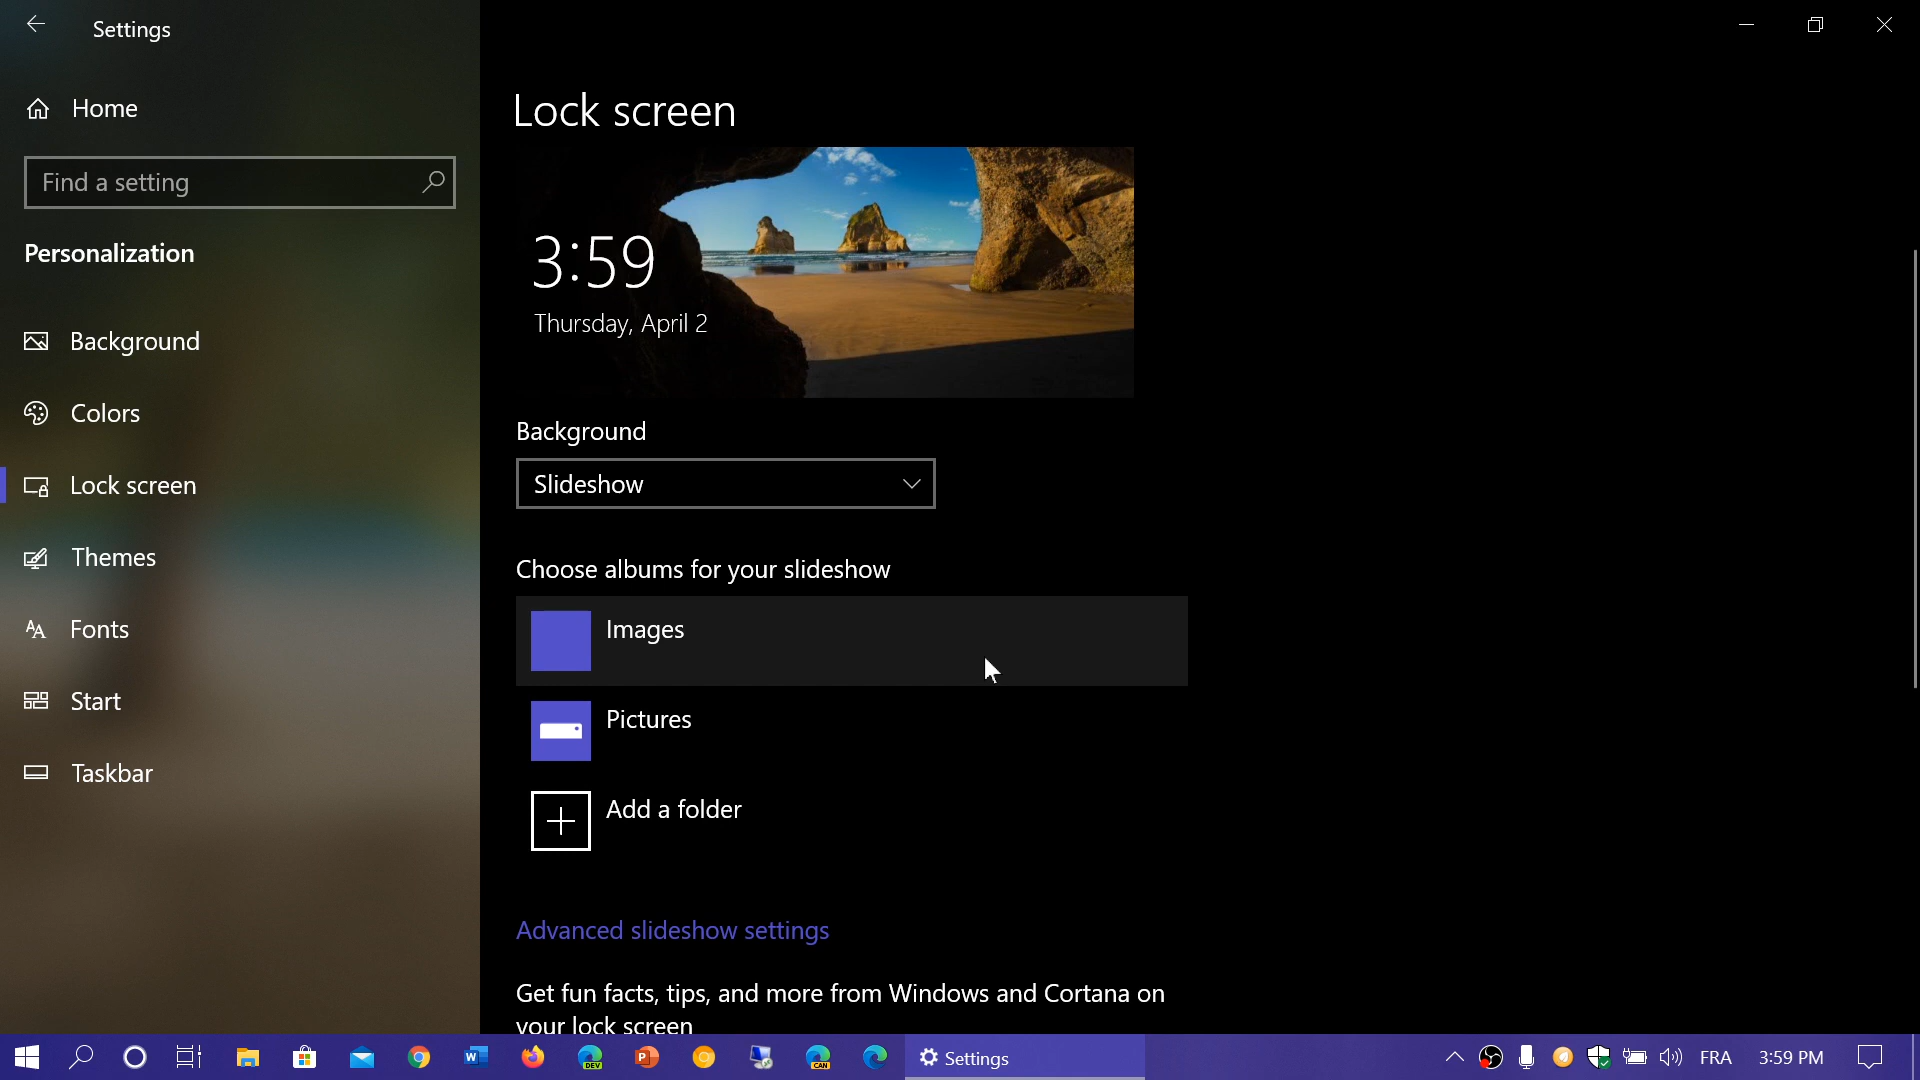 Settings
Home
Find a setting
Personalization
Background
Colors
Lock screen
Themes
Fonts
Start
Taskbar
Lock screen
3:59
Thursday, April 2
Background
Slideshow
Choose albums for your slideshow
Images
Pictures
Add a folder
Advanced slideshow settings
Get fun facts, tips, and more from Windows and Cortana on
your lock screen
W
DEV
P
CAN
Settings
FRA
3:59 PM